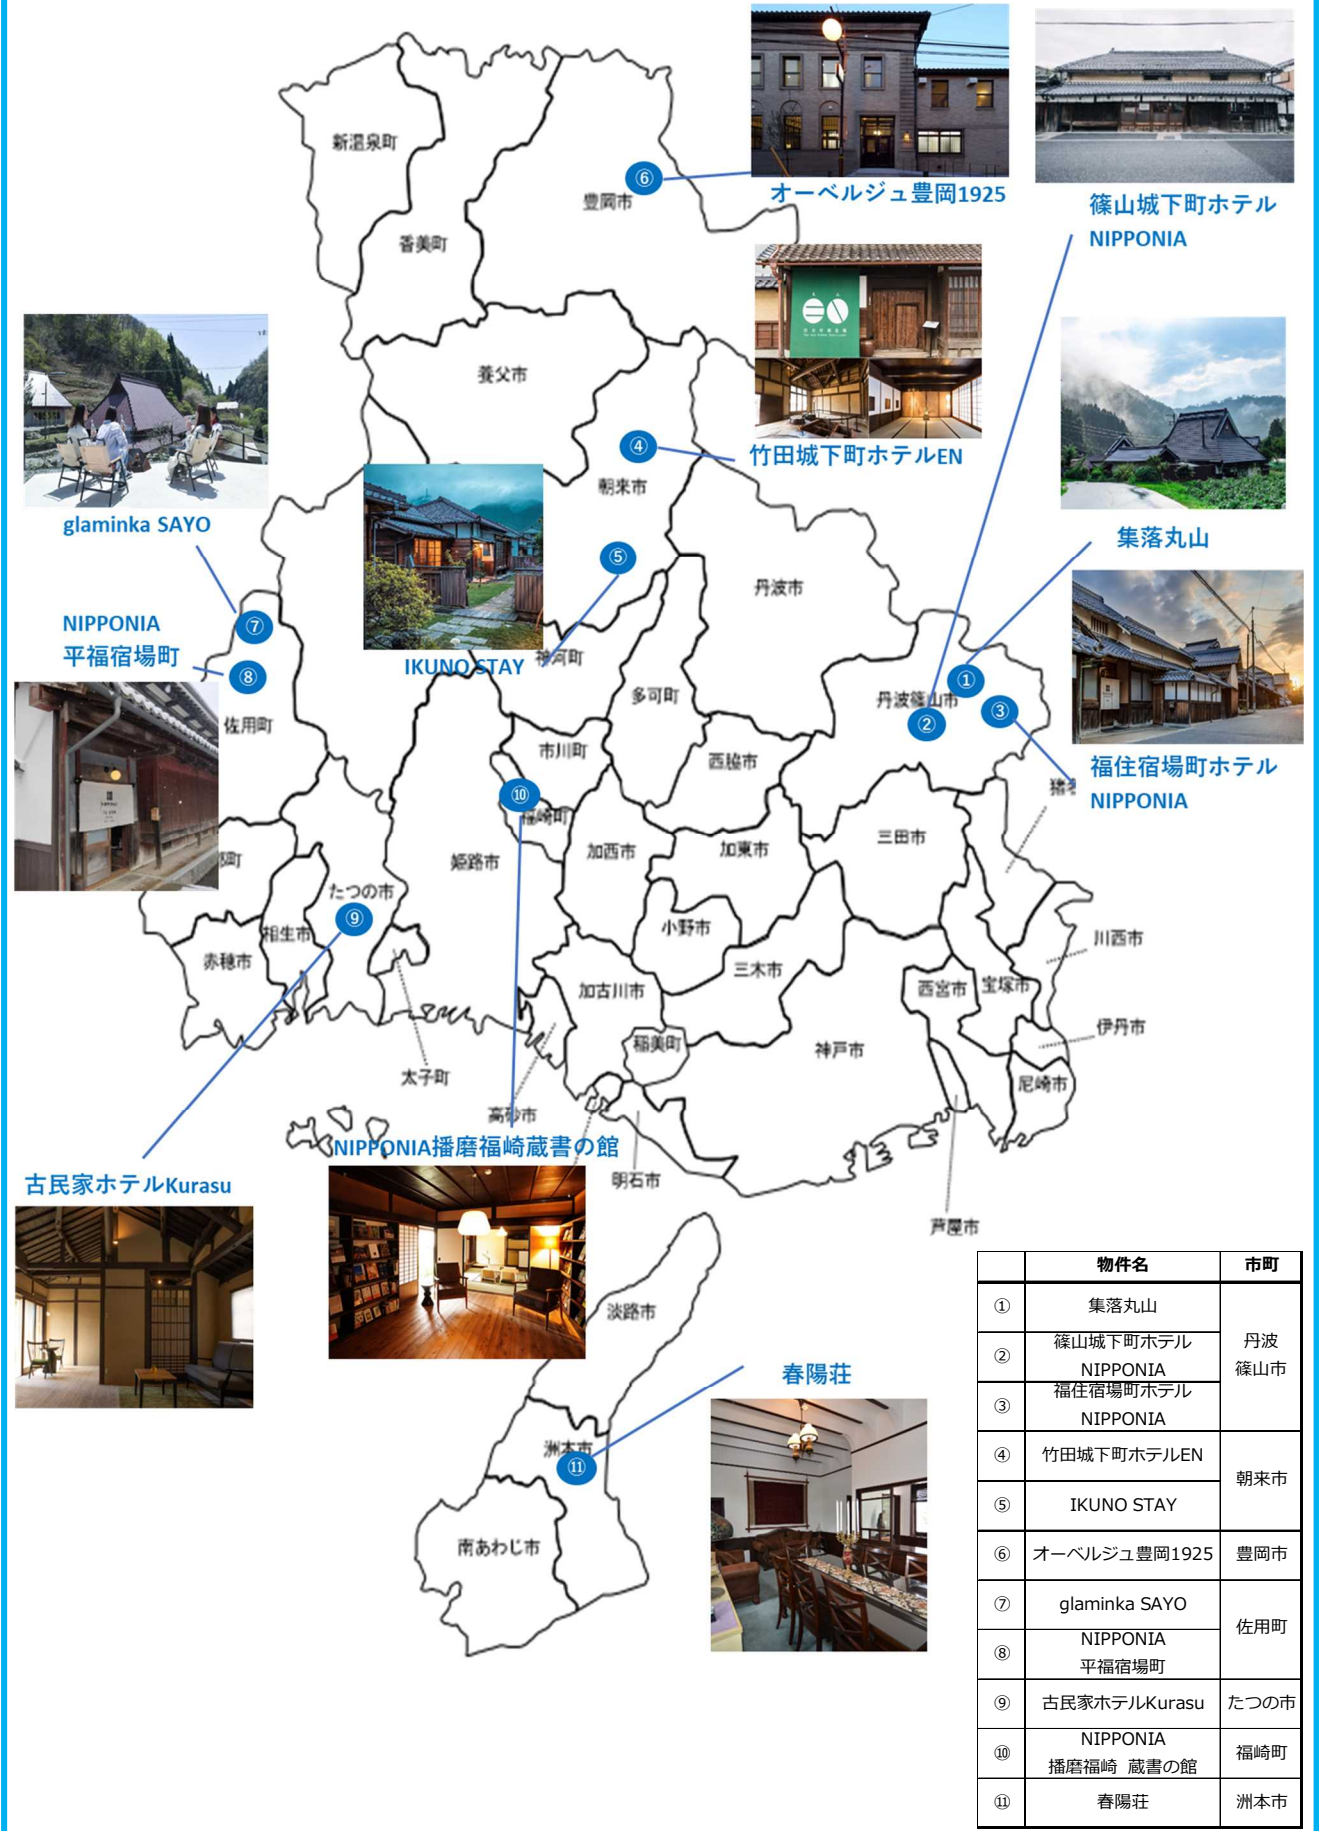 新温泉町
香美町
⑥
豊岡市
オーベルジュ豊岡1925
篠山城下町ホテル
NIPPONIA
養父市
④
朝来市
竹田城下町ホテルEN
glaminka SAYO
⑤
IKUNO STAY
集落丸山
丹波市
NIPPONIA
平福宿場町
⑦
⑧
佐用町
神河町
多可町
①
丹波篠山市
②
③
福住宿場町ホテル
NIPPONIA
市川町
西脇市
⑩
福崎町
姫路市
加西市
加東市
三田市
町
たつの市
⑨
相生市
赤穂市
小野市
三木市
加古川市
西宮市
宝塚市
川西市
伊丹市
稲美町
神戸市
尼崎市
太子町
高砂市
NIPPONIA播磨福崎蔵書の館
明石市
芦屋市
古民家ホテルKurasu
淡路市
春陽荘
洲本市
⑪
南あわじ市
物件名 市町
① 集落丸山
② 篠山城下町ホテル
NIPPONIA
③ 福住宿場町ホテル
NIPPONIA
丹波
篠山市
④ 竹田城下町ホテルEN
⑤ IKUNO STAY
朝来市
⑥ オーベルジュ豊岡1925 豊岡市
⑦ glaminka SAYO
⑧ NIPPONIA
平福宿場町
佐用町
⑨ 古民家ホテルKurasu たつの市
⑩ NIPPONIA
播磨福崎 蔵書の館
福崎町
⑪ 春陽荘 洲本市